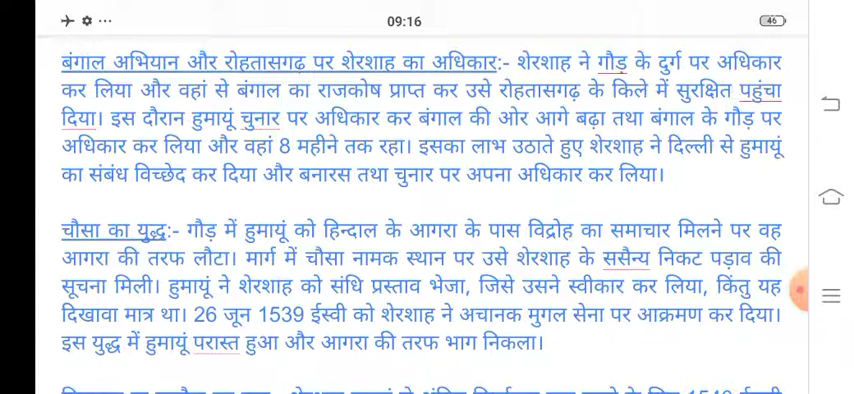 09:16
46
बंगाल अभियान और रोहतासगढ़ पर शेरशाह का अधिकार:- शेरशाह ने गौड़ के दुर्ग पर अधिकार
कर लिया और वहां से बंगाल का राजकोष प्राप्त कर उसे रोहतासगढ़ के किले में सुरक्षित पहुंचा
दिया। इस दौरान हुमायूं चुनार पर अधिकार कर बंगाल की ओर आगे बढ़ा तथा बंगाल के गौड़ पर
अधिकार कर लिया और वहां 8 महीने तक रहा। इसका लाभ उठाते हुए शेरशाह ने दिल्ली से हुमायूं
का संबंध विच्छेद कर दिया और बनारस तथा चुनार पर अपना अधिकार कर लिया।
चौसा का युद्ध:- गौड़ में हुमायूं को हिन्दाल के आगरा के पास विद्रोह का समाचार मिलने पर वह
आगरा की तरफ लौटा। मार्ग में चौसा नामक स्थान पर उसे शेरशाह के ससैन्य निकट पड़ाव की
सूचना मिली। हुमायूं ने शेरशाह को संधि प्रस्ताव भेजा, जिसे उसने स्वीकार कर लिया, किंतु यह
दिखावा मात्र था। 26 जून 1539 ईस्वी को शेरशाह ने अचानक मुगल सेना पर आक्रमण कर दिया।
इस युद्ध में हुमायूं परास्त हुआ और आगरा की तरफ भाग निकला।